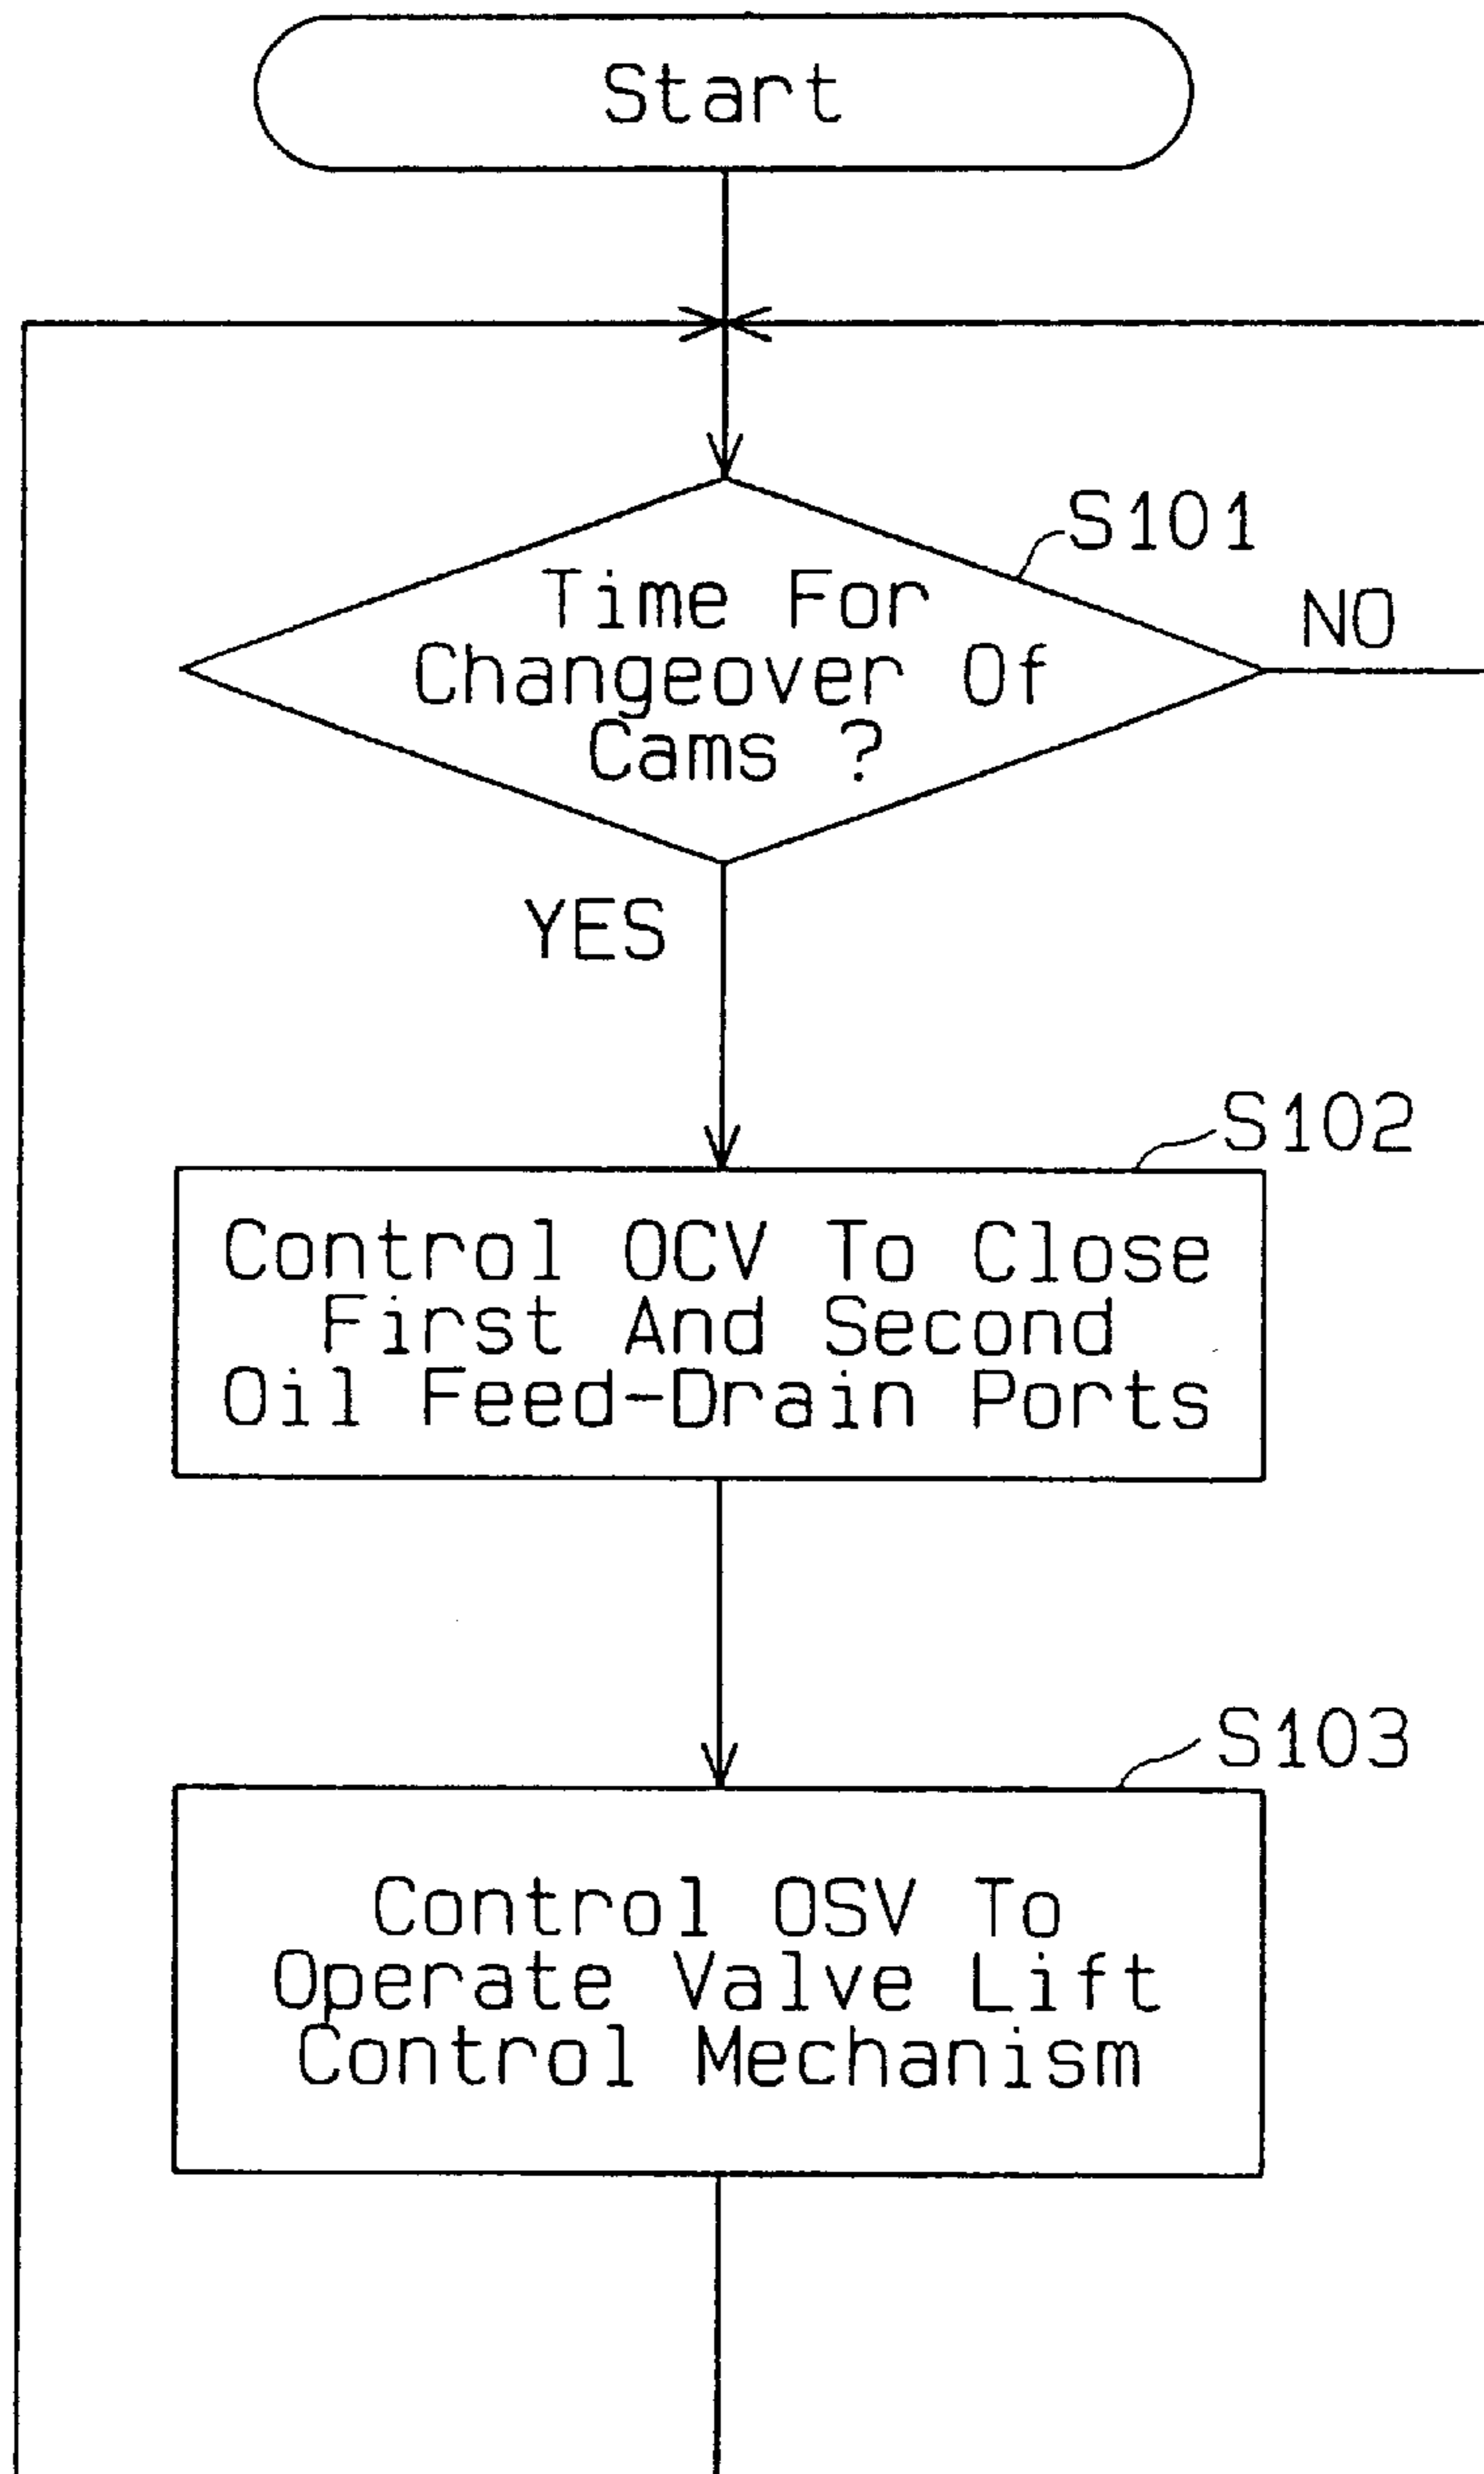 Start
S101
Time For
Changeover Of
Cams ?
NO
YES
S102
Control OCV To Close
First And Second
Oil Feed-Drain Ports
S103
Control OSV To
Operate Valve Lift
Control Mechanism